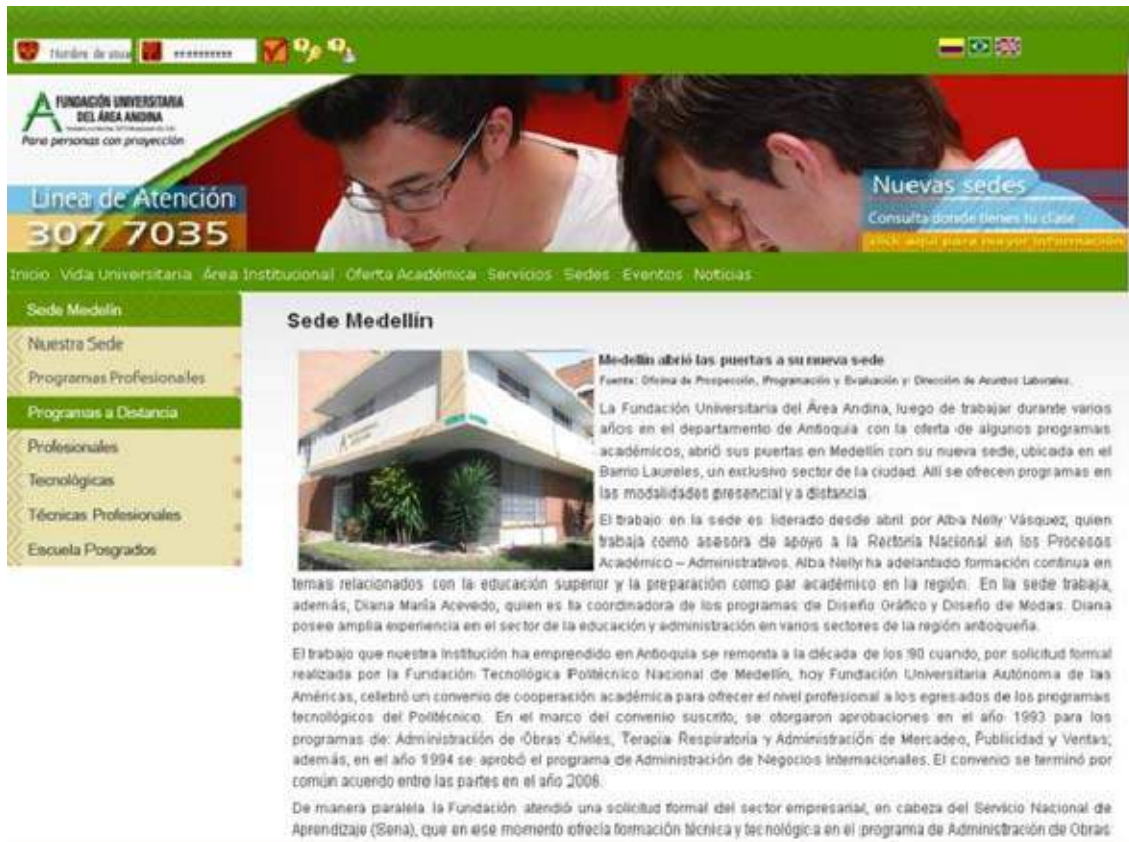 Nombre de usua
**********
FUNDACIÓN UNIVERSITARIA
DEL ÁREA ANDINA
Para personas con proyección
Línea de Atención
307 7035
Nuevas sedes
Consulta donde tienes tu clase
click aquí para mayor información
Inicio Vida Universitaria Área Institucional Oferta Académica Servicios Sedes Eventos Noticias
Sede Medellín
Nuestra Sede
Programas Profesionales
Programas a Distancia
Profesionales
Tecnológicas
Técnicas Profesionales
Escuela Posgrados
Sede Medellín
Medellín abrió las puertas a su nueva sede
Fuente: Oficina de Prospección, Programación y Evaluación y Dirección de Asuntos Laborales.
La Fundación Universitaria del Área Andina, luego de trabajar durante varios
años en el departamento de Antioquia con la oferta de algunos programas
académicos, abrió sus puertas en Medellín con su nueva sede, ubicada en el
Barrio Laureles, un exclusivo sector de la ciudad. Allí se ofrecen programas en
las modalidades presencial y a distancia.
El trabajo en la sede es liderado desde abril por Alba Nelly Vásquez, quien
trabaja como asesora de apoyo a la Rectoría Nacional en los Procesos
Académico – Administrativos. Alba Nelly ha adelantado formación continua en
temas relacionados con la educación superior y la preparación como par académico en la región. En la sede trabaja,
además, Diana María Acevedo, quien es la coordinadora de los programas de Diseño Gráfico y Diseño de Modas. Diana
posee amplia experiencia en el sector de la educación y administración en varios sectores de la región antioqueña.
El trabajo que nuestra Institución ha emprendido en Antioquia se remonta a la década de los 90 cuando, por solicitud formal
realizada por la Fundación Tecnológica Politécnico Nacional de Medellín, hoy Fundación Universitaria Autónoma de las
Américas, celebró un convenio de cooperación académica para ofrecer el nivel profesional a los egresados de los programas
tecnológicos del Politécnico. En el marco del convenio suscrito, se otorgaron aprobaciones en el año 1993 para los
programas de: Administración de Obras Civiles, Terapia Respiratoria y Administración de Mercadeo, Publicidad y Ventas;
además, en el año 1994 se aprobó el programa de Administración de Negocios Internacionales. El convenio se terminó por
común acuerdo entre las partes en el año 2006.
De manera paralela la Fundación atendió una solicitud formal del sector empresarial, en cabeza del Servicio Nacional de
Aprendizaje (Sena), que en ese momento ofrecía formación técnica y tecnológica en el programa de Administración de Obras